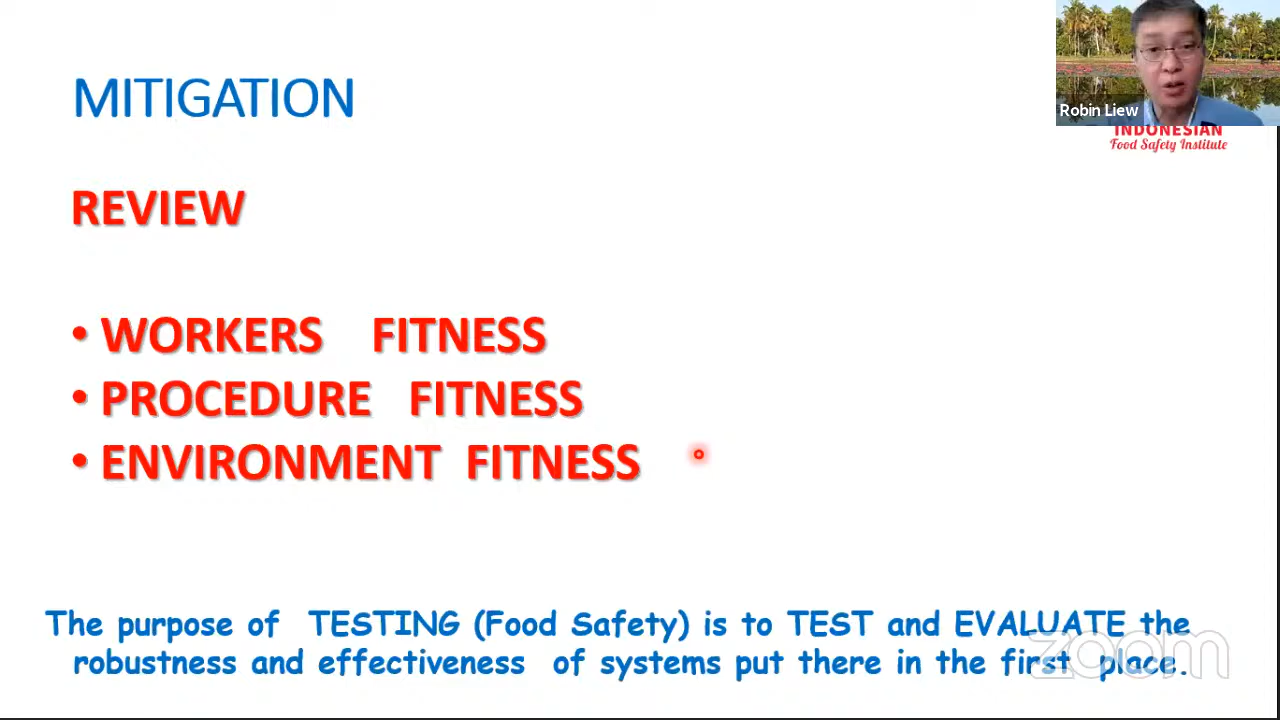 MITIGATION
Robin Liew
INDONESIAN
Food Safety Institute
REVIEW
• WORKERS FITNESS
• PROCEDURE FITNESS
• ENVIRONMENT FITNESS
The purpose of TESTING (Food Safety) is to TEST and EVALUATE the
robustness and effectiveness of systems put there in the first place.
zoom